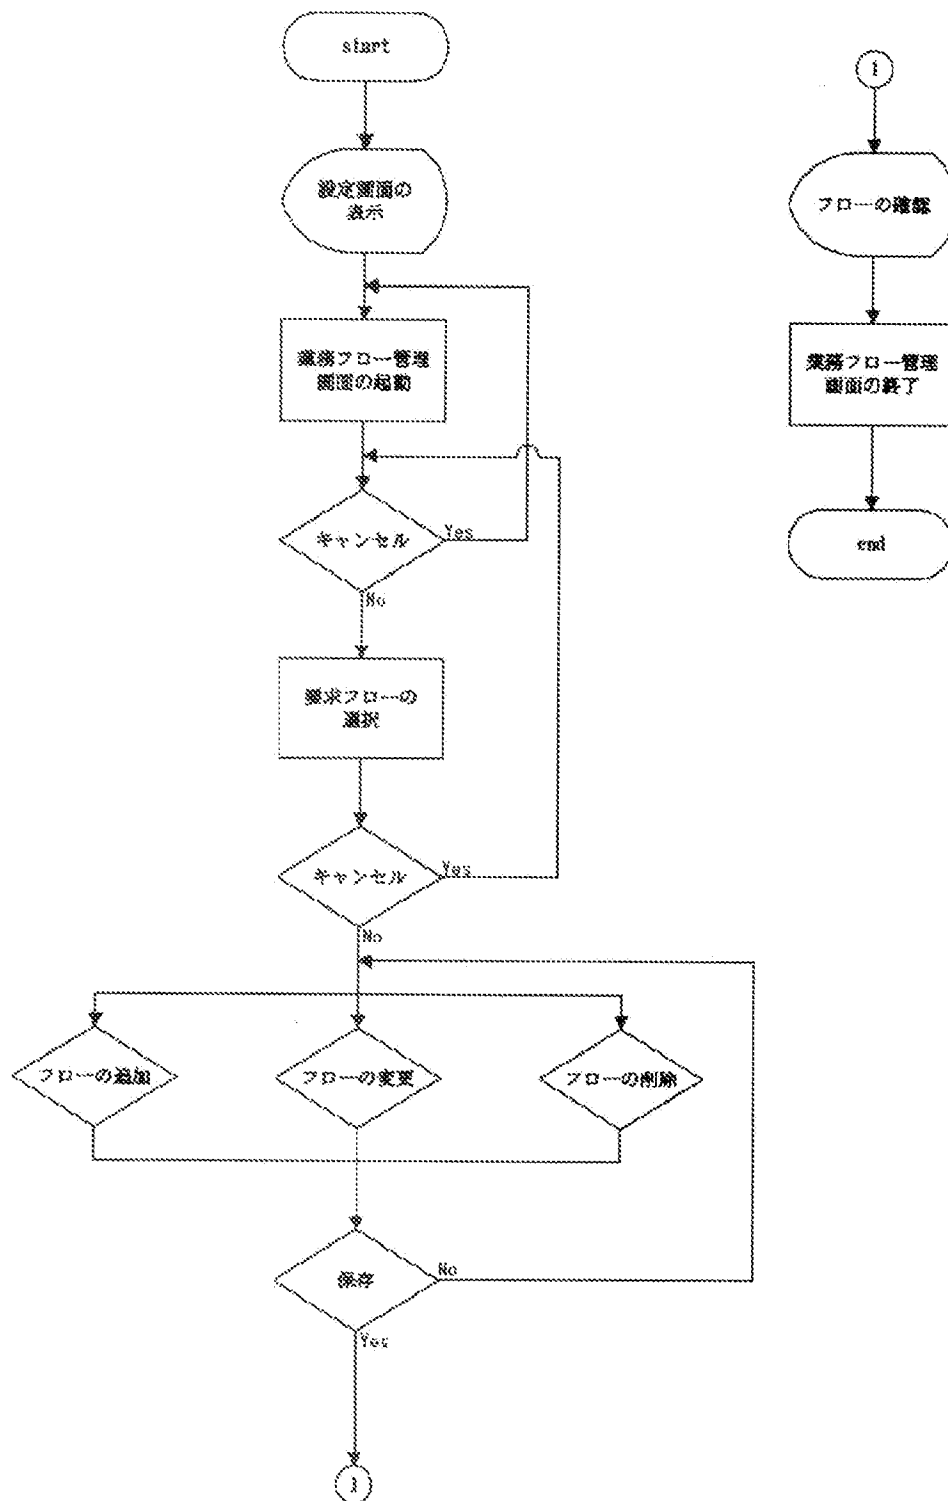 start
設定画面の
表示
業務フロー管理
画面の起動
キャンセル
Yes
No
要求フローの
選択
キャンセル
Yes
No
フローの追加
フローの変更
フローの削除
保存
No
Yes
1
1
フローの確認
業務フロー管理
画面の終了
end